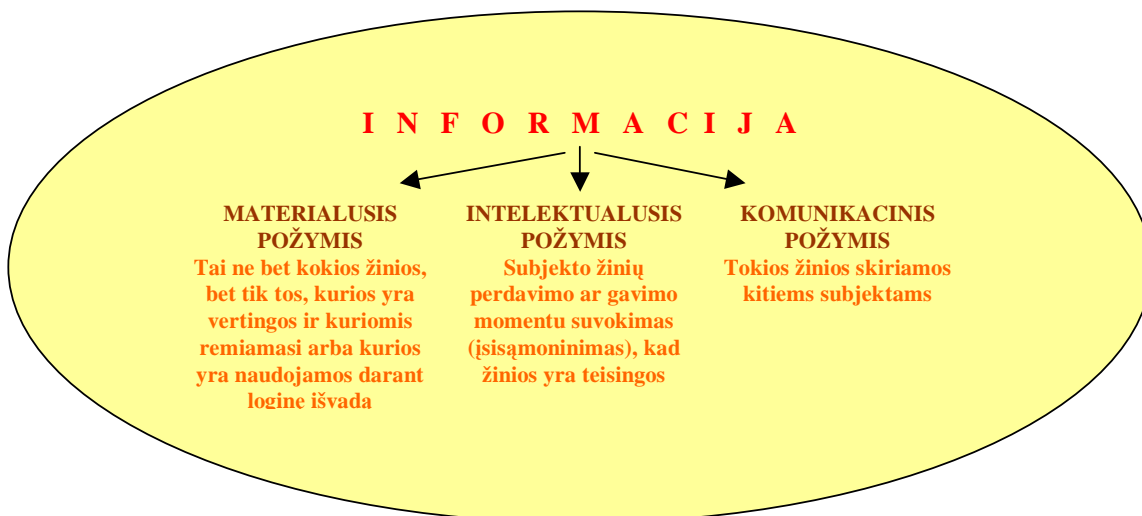 I N F O R M A C I J A
MATERIALUSIS
POŽYMIS
Tai ne bet kokios žinios,
bet tik tos, kurios yra
vertingos ir kuriomis
remiamasi arba kurios
yra naudojamos darant
loginę išvadą
INTELEKTUALUSIS
POŽYMIS
Subjekto žinių
perdavimo ar gavimo
momentu suvokimas
(įsisąmoninimas), kad
žinios yra teisingos
KOMUNIKACINIS
POŽYMIS
Tokios žinios skiriamos
kitiems subjektams